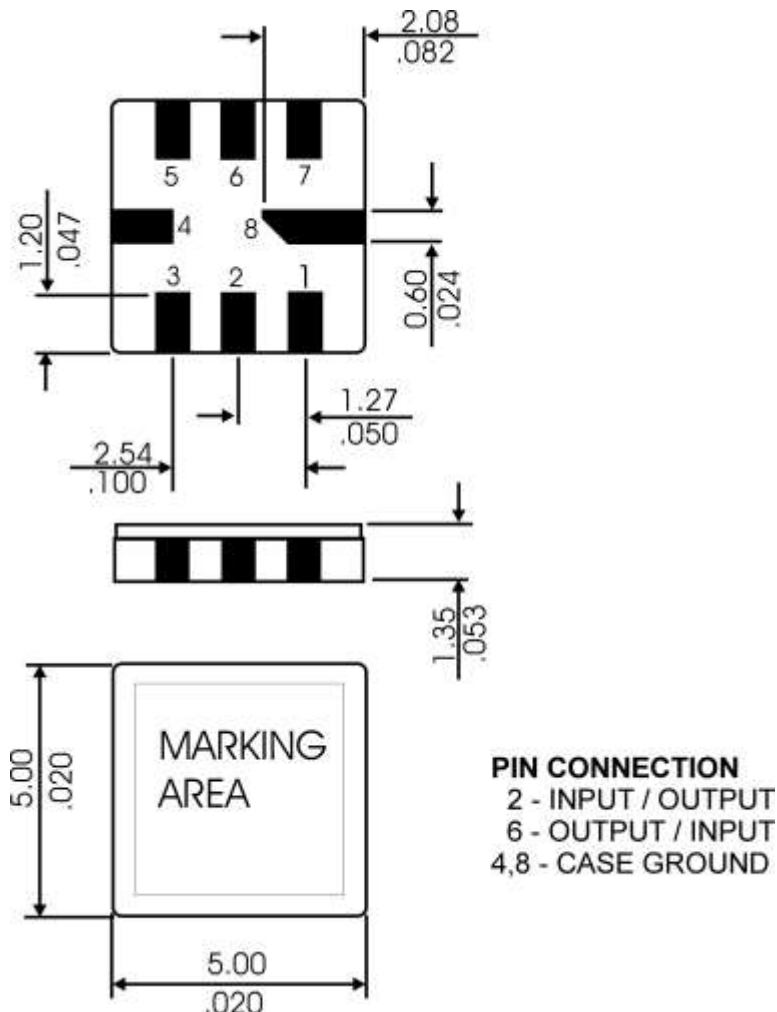 2.08
.082
5 6 7
4 8
3 2 1
1.20
.047
0.60
.024
1.27
.050
2.54
.100
1.35
.053
MARKING
AREA
5.00
.020
5.00
.020
PIN CONNECTION
2 - INPUT / OUTPUT
6 - OUTPUT / INPUT
4,8 - CASE GROUND